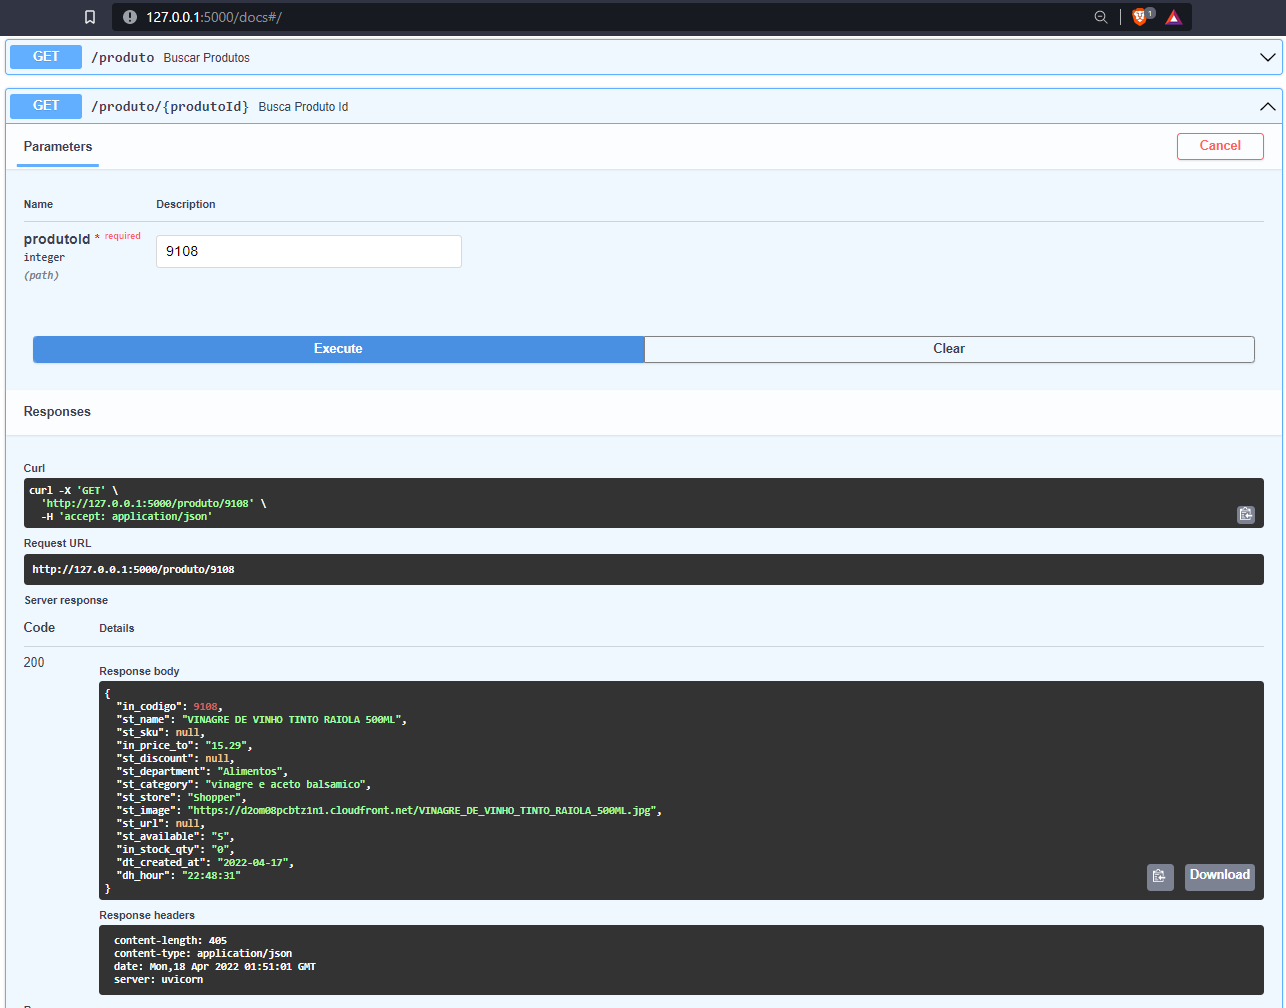 127.0.0.1:5000/docs#/
1
GET /produto Buscar Produtos
GET /produto/{produtoId} Busca Produto Id
Parameters
Cancel
Name Description
produtoId * required
integer
(path)
9108
Execute
Clear
Responses
Curl
curl -X 'GET' \
'http://127.0.0.1:5000/produto/9108' \
-H 'accept: application/json'
Request URL
http://127.0.0.1:5000/produto/9108
Server response
Code Details
200
Response body
{
"in_codigo": 9108,
"st_name": "VINAGRE DE VINHO TINTO RAIOLA 500ML",
"st_sku": null,
"in_price_to": "15.29",
"st_discount": null,
"st_department": "Alimentos",
"st_category": "vinagre e aceto balsamico",
"st_store": "Shopper",
"st_image": "https://d2om08pcbtz1n1.cloudfront.net/VINAGRE_DE_VINHO_TINTO_RAIOLA_500ML.jpg",
"st_url": null,
"st_available": "S",
"in_stock_qty": "0",
"dt_created_at": "2022-04-17",
"dh_hour": "22:48:31"
}
Download
Response headers
content-length: 405
content-type: application/json
date: Mon,18 Apr 2022 01:51:01 GMT
server: uvicorn